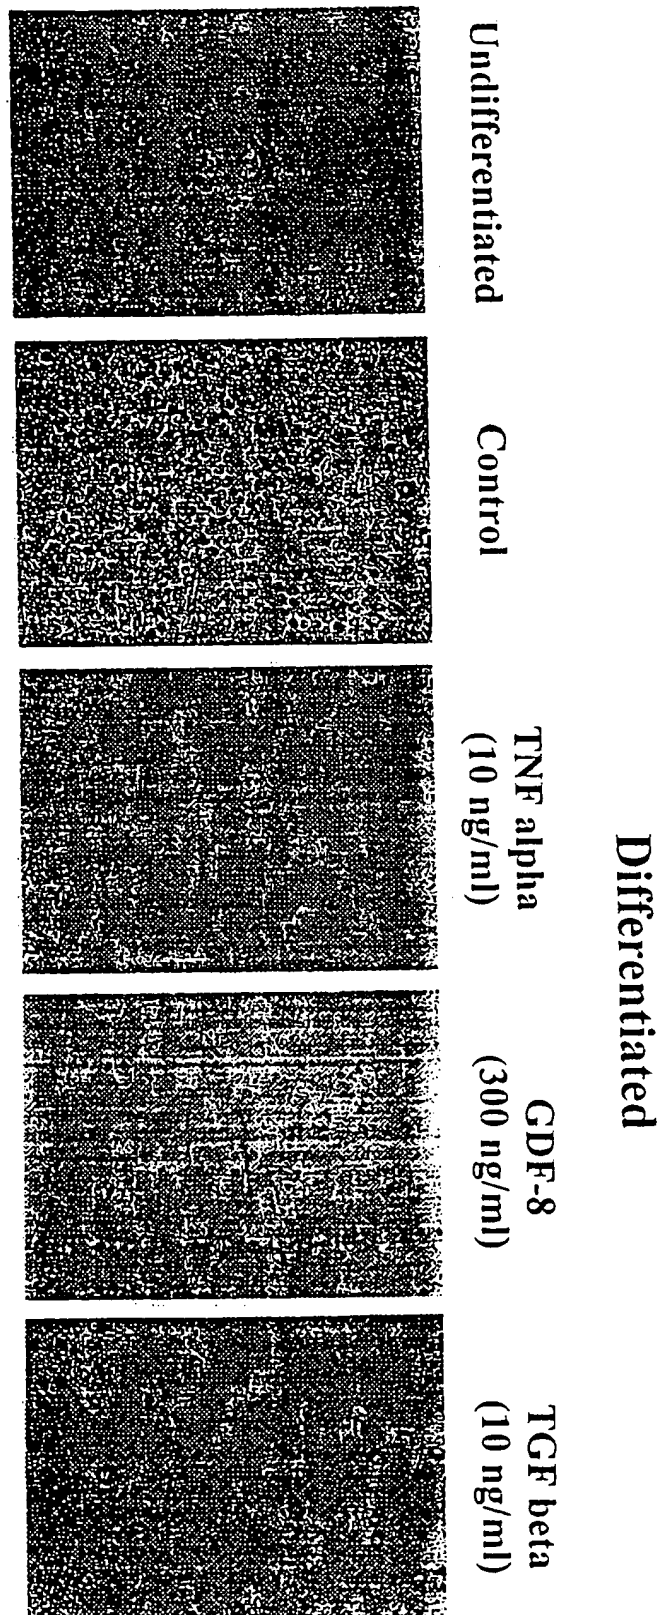 Differentiated
Undifferentiated
Control
TNF alpha
(10 ng/ml)
GDF-8
(300 ng/ml)
TGF beta
(10 ng/ml)